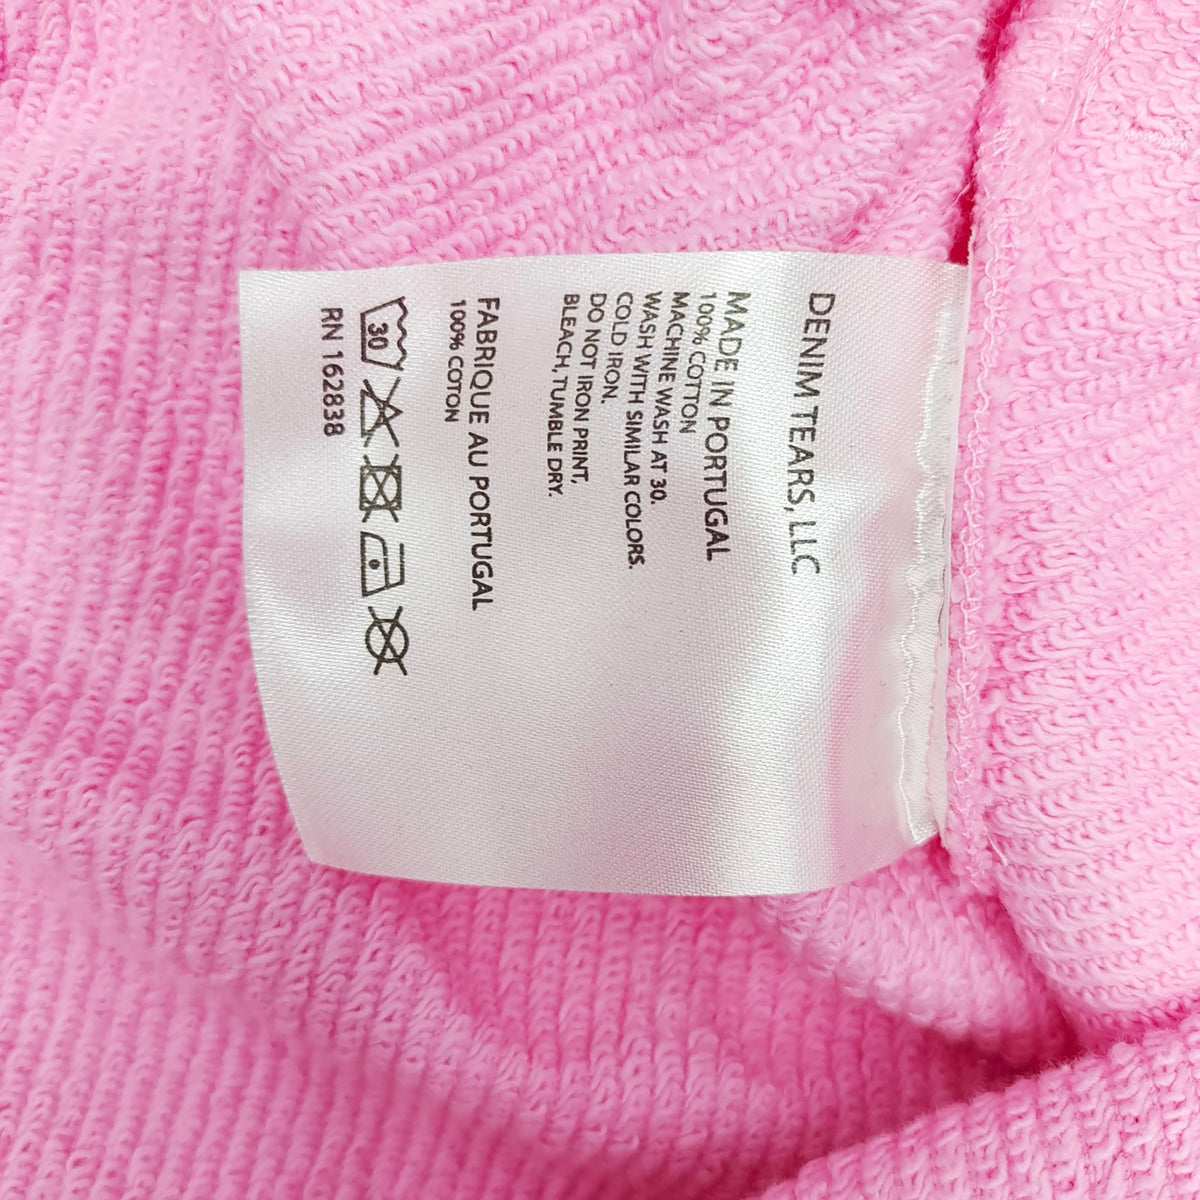 DENIM TEARS, LLC
MADE IN PORTUGAL
100% COTTON
MACHINE WASH AT 30.
WASH WITH SIMILAR COLORS.
COLD IRON.
DO NOT IRON PRINT,
BLEACH, TUMBLE DRY.
FABRIQUE AU PORTUGAL
100% COTON
30
RN 162838